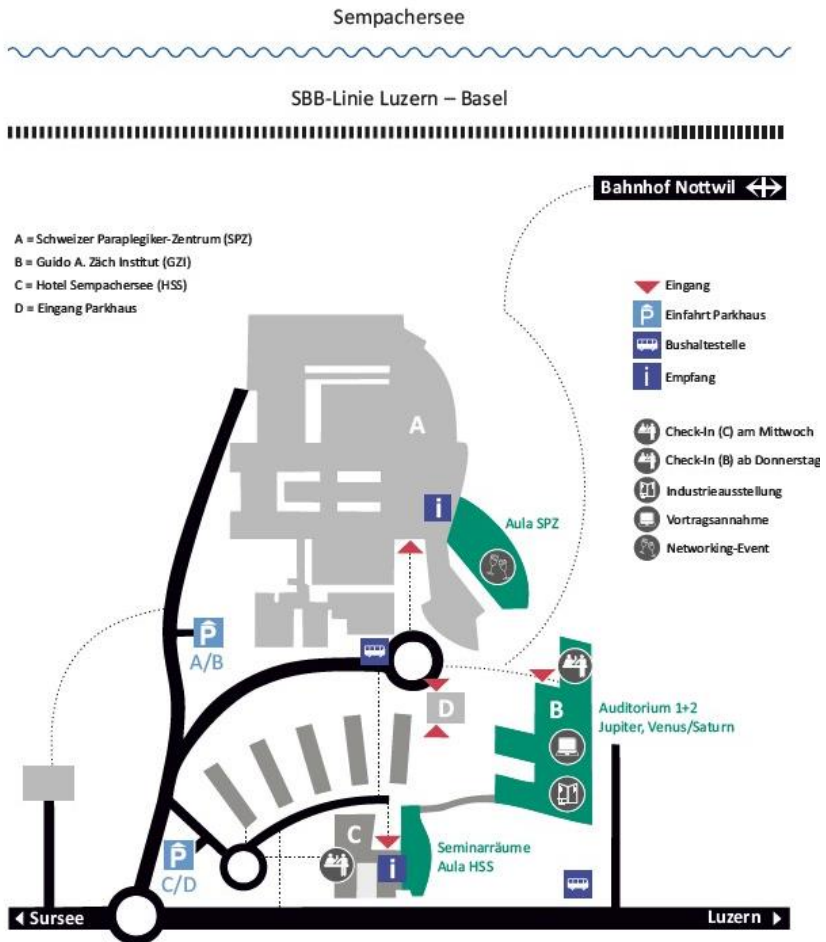 Sempachersee
SBB-Linie Luzern – Basel
Bahnhof Nottwil
A = Schweizer Paraplegiker-Zentrum (SPZ)
B = Guido A. Zäch Institut (GZI)
C = Hotel Sempachersee (HSS)
D = Eingang Parkhaus
Eingang
P Einfahrt Parkhaus
Bushaltestelle
i Empfang
Check-In (C) am Mittwoch
Check-In (B) ab Donnerstag
Industrieausstellung
Vortragsannahme
Networking-Event
A
i
Aula SPZ
P
A/B
D
B
Auditorium 1+2
Jupiter, Venus/Saturn
C
Seminarräume
Aula HSS
i
P
C/D
Sursee
Luzern